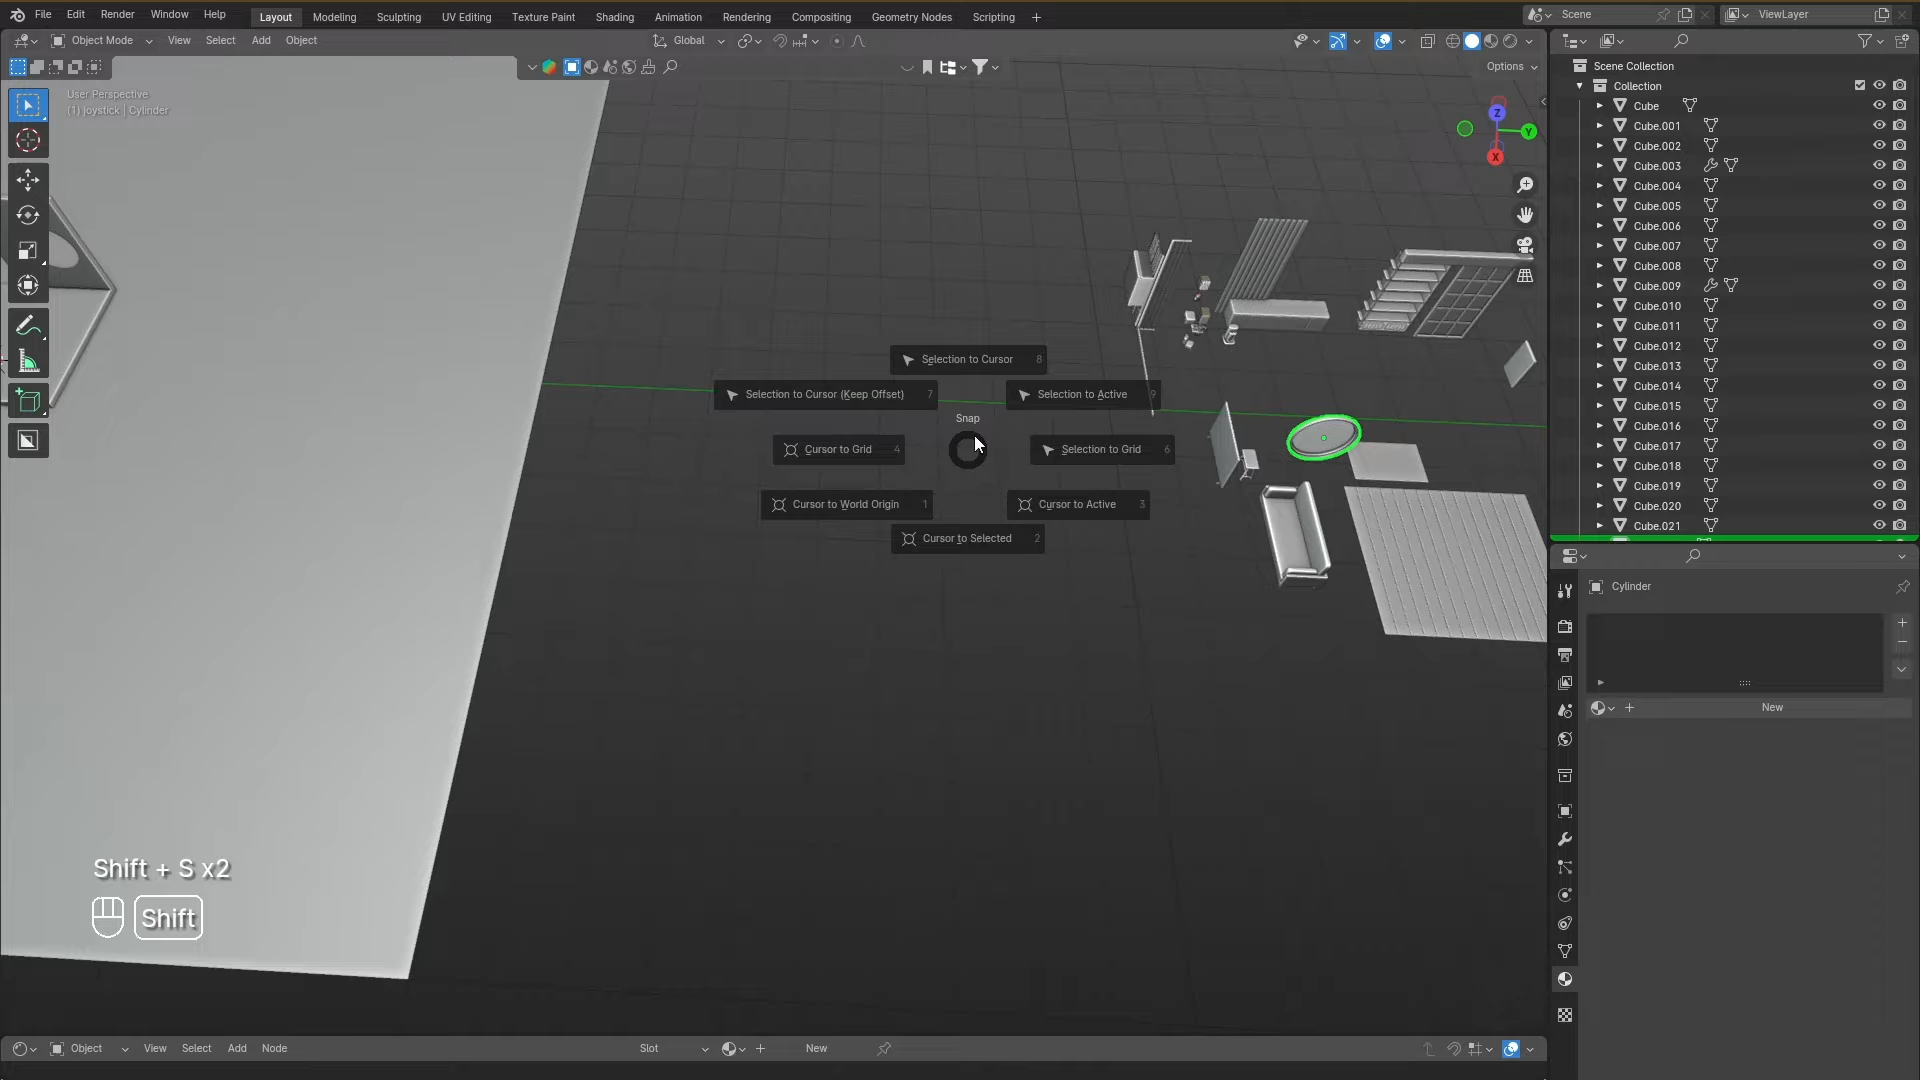 File Edit Render Window Help Layout Modeling Sculpting UV Editing Texture Paint Shading Animation Rendering Compositing Geometry Nodes Scripting Scene ViewLayer
Object Mode View Select Add Object Global
Options
User Perspective
(1) joystick | Cylinder
Z
Y
X
Selection to Cursor 8
Selection to Cursor (Keep Offset) 7
Selection to Active 9
Snap
Cursor to Grid 4
Selection to Grid 6
Cursor to World Origin 1
Cursor to Active 3
Cursor to Selected 2
Shift + S x2
Shift
Scene Collection
Collection
Cube
Cube.001
Cube.002
Cube.003
Cube.004
Cube.005
Cube.006
Cube.007
Cube.008
Cube.009
Cube.010
Cube.011
Cube.012
Cube.013
Cube.014
Cube.015
Cube.016
Cube.017
Cube.018
Cube.019
Cube.020
Cube.021
Cylinder
New
Object View Select Add Node Slot New